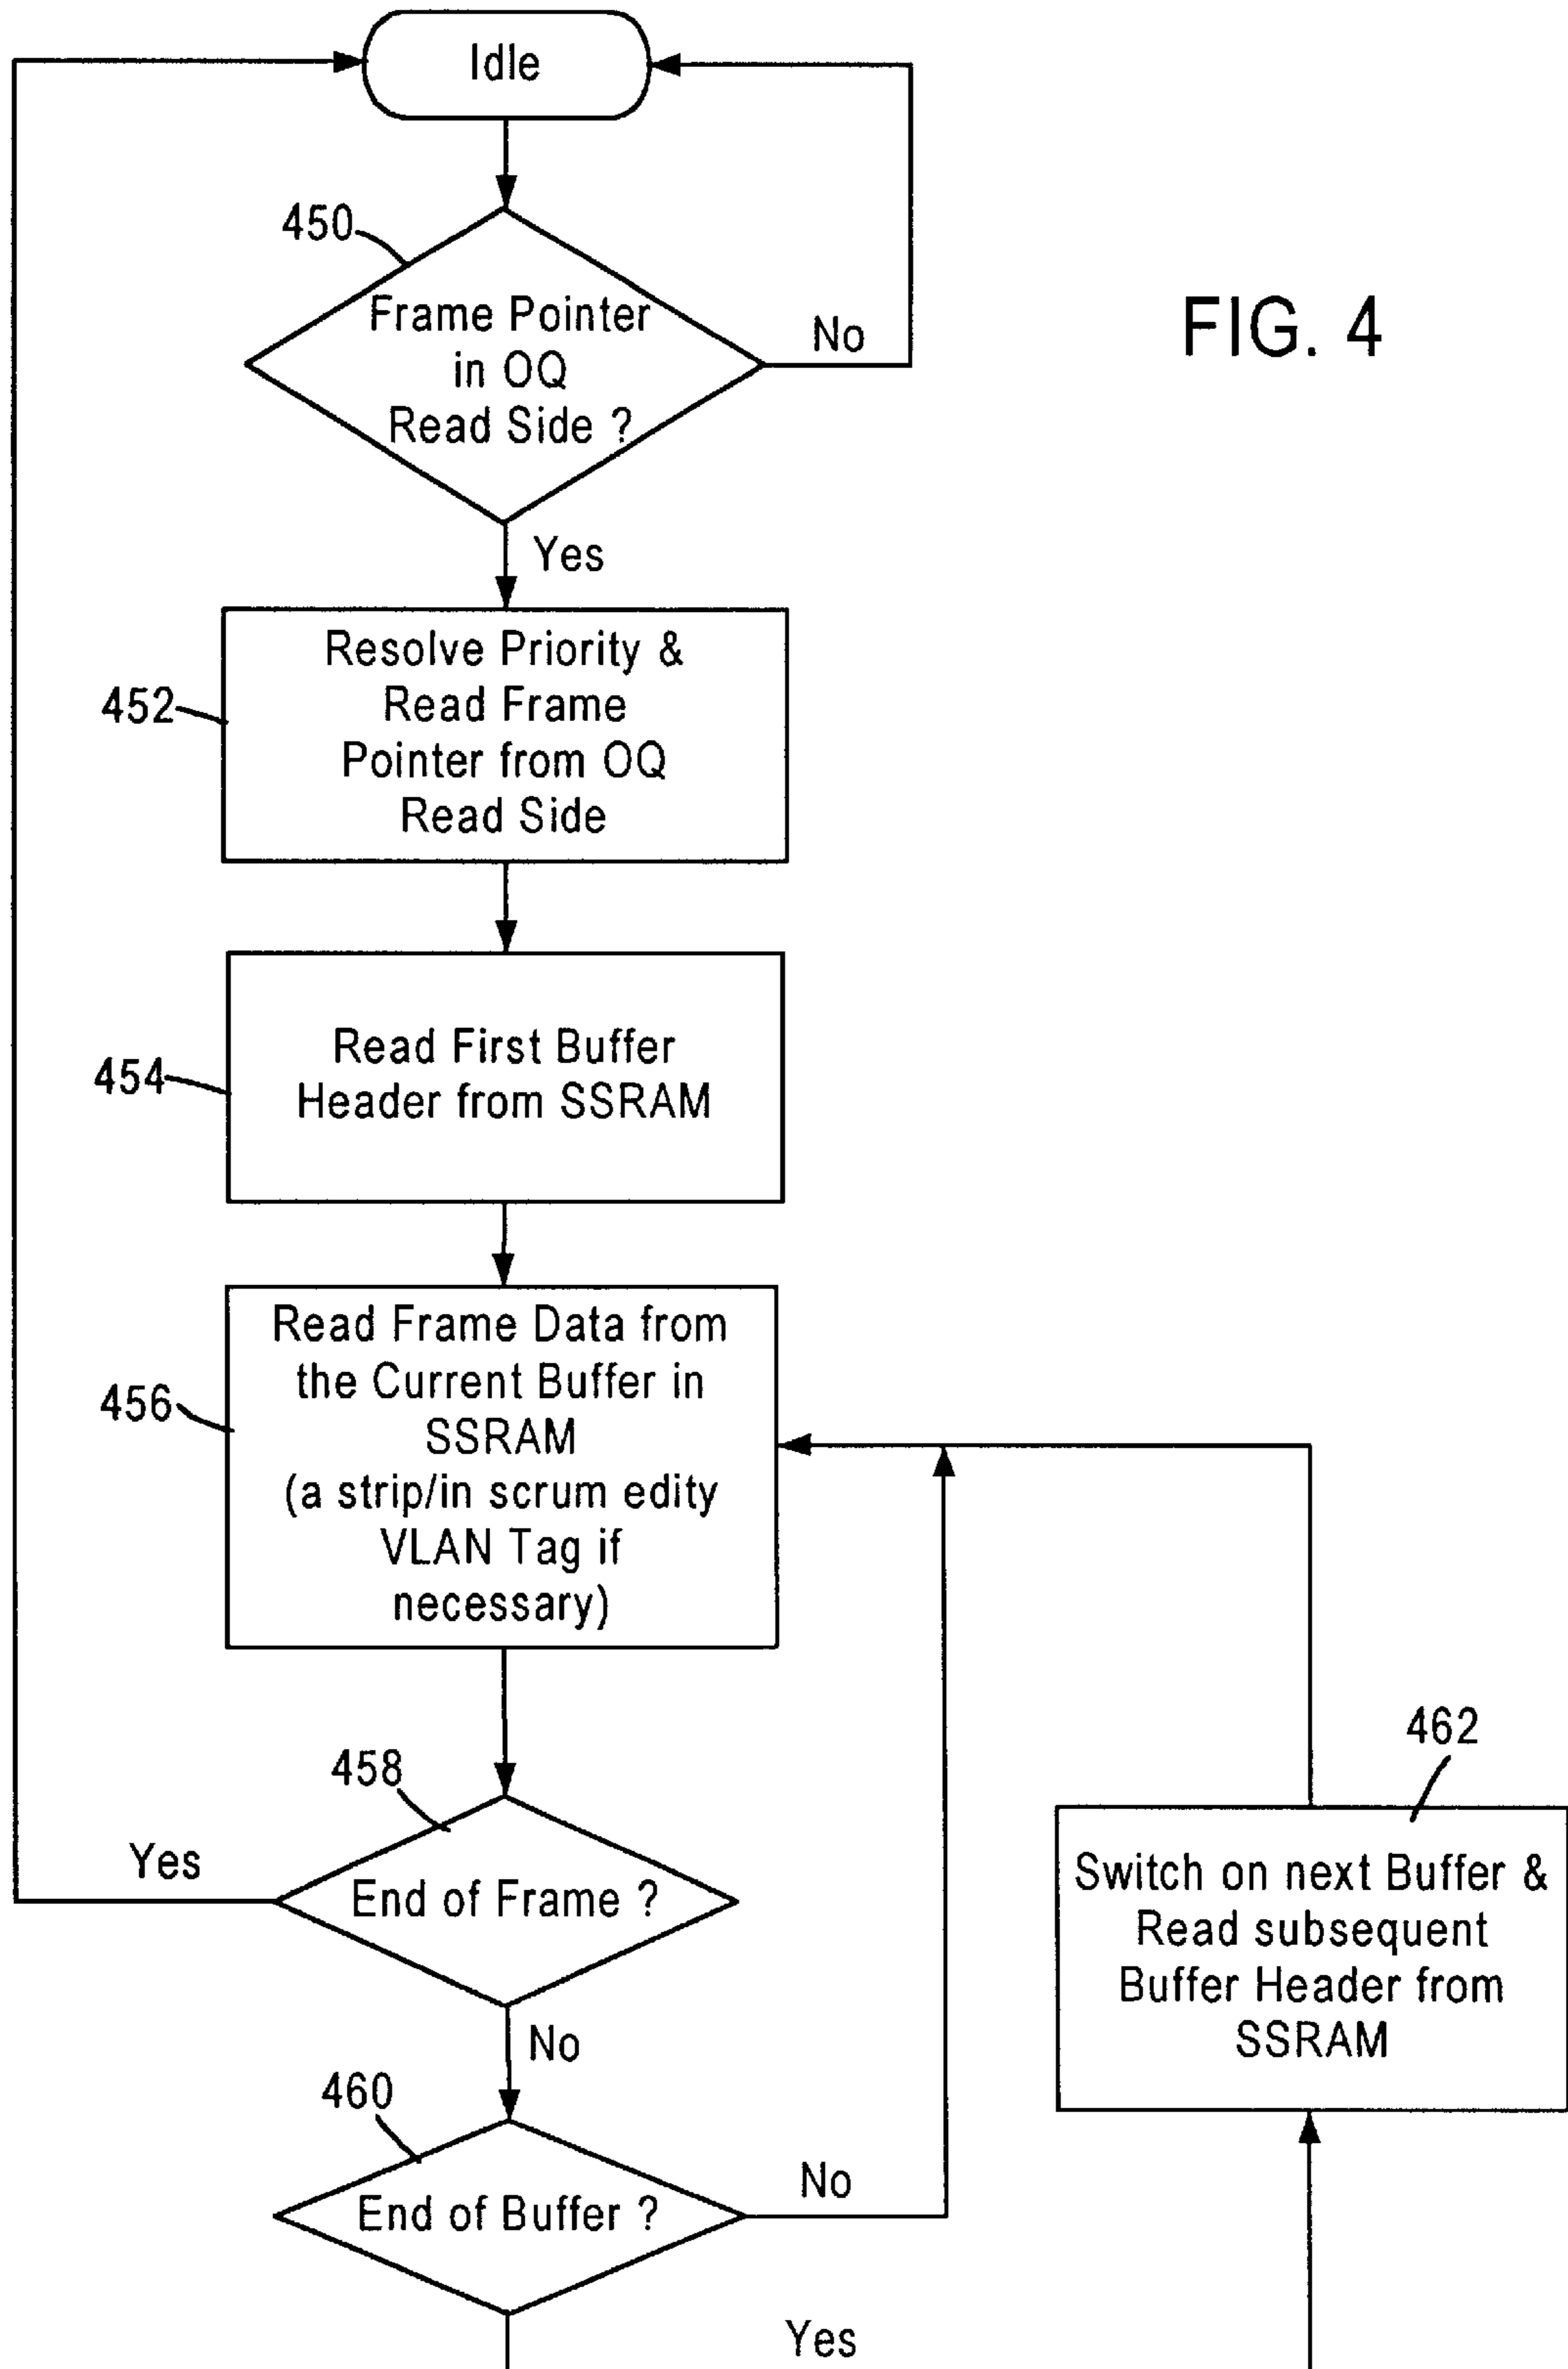 Idle
450
Frame Pointer
in OQ
Read Side ?
No
FIG. 4
Yes
452
Resolve Priority &
Read Frame
Pointer from OQ
Read Side
454
Read First Buffer
Header from SSRAM
456
Read Frame Data from
the Current Buffer in
SSRAM
(a strip/in scrum edity
VLAN Tag if
necessary)
458
Yes
End of Frame ?
No
462
Switch on next Buffer &
Read subsequent
Buffer Header from
SSRAM
460
End of Buffer ?
No
Yes